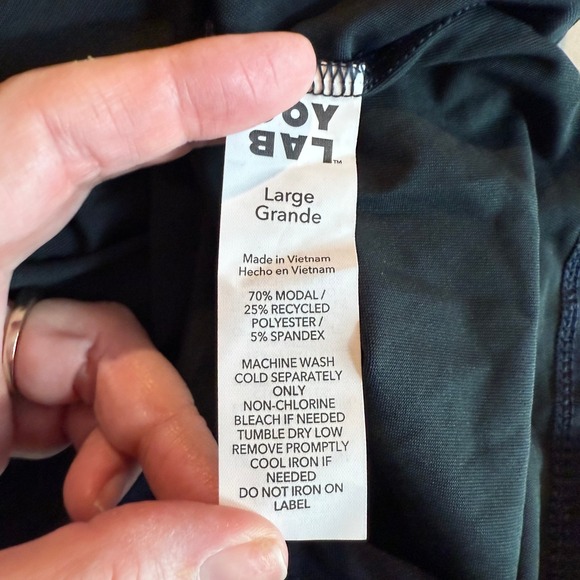 JOY
LAB™
Large
Grande
Made in Vietnam
Hecho en Vietnam
70% MODAL /
25% RECYCLED
POLYESTER /
5% SPANDEX
MACHINE WASH
COLD SEPARATELY
ONLY
NON-CHLORINE
BLEACH IF NEEDED
TUMBLE DRY LOW
REMOVE PROMPTLY
COOL IRON IF
NEEDED
DO NOT IRON ON
LABEL